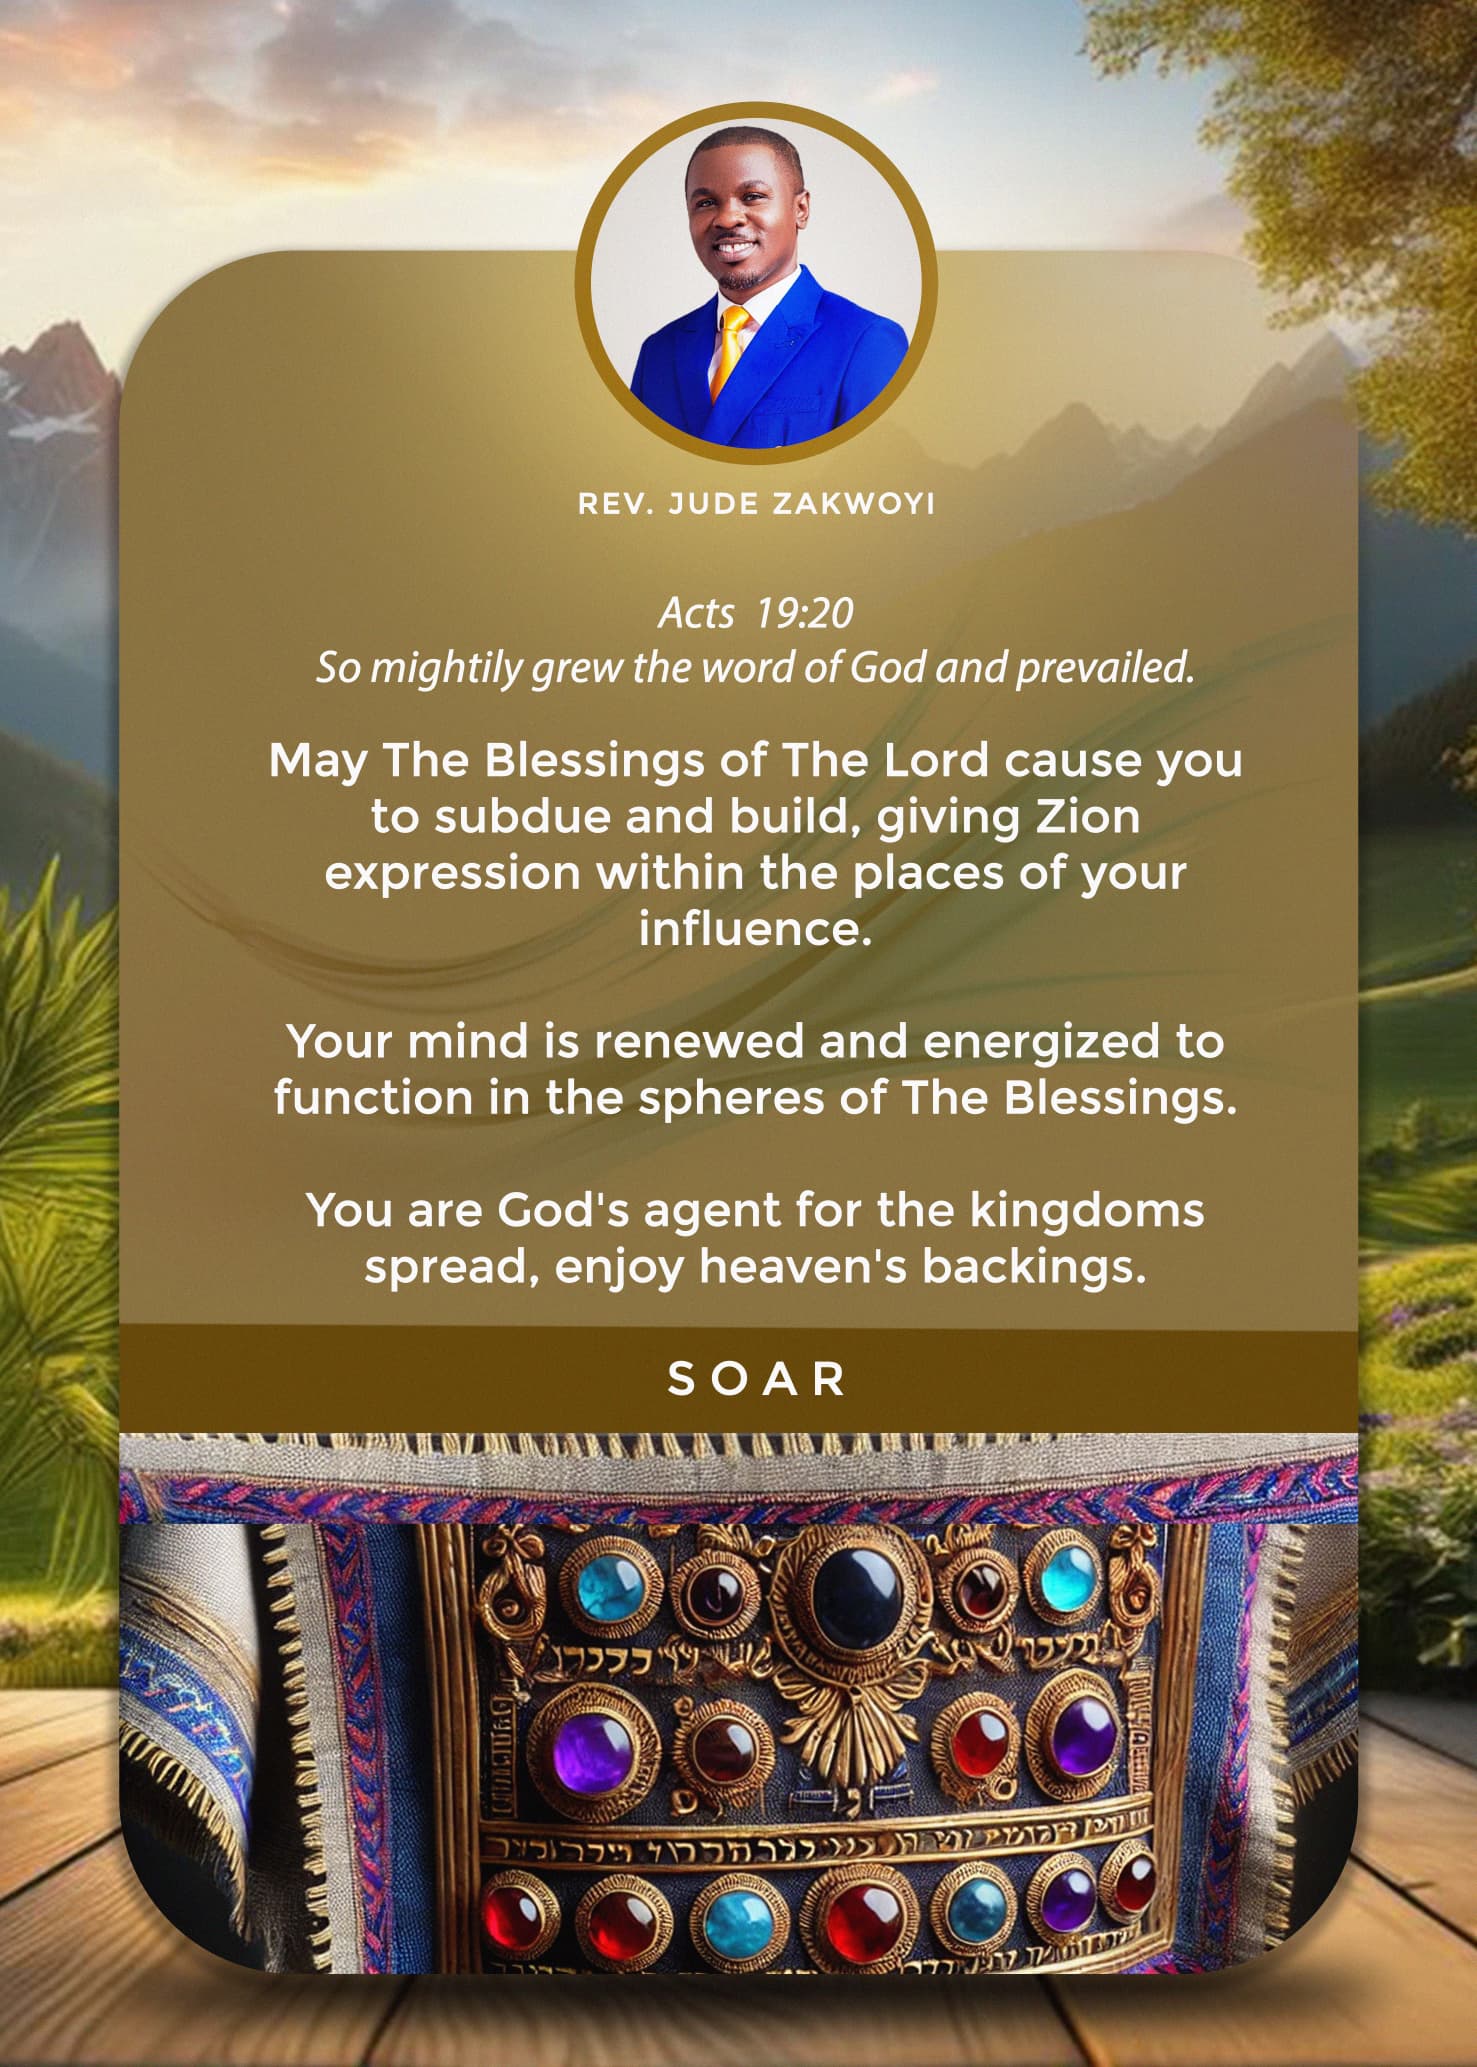 REV. JUDE ZAKWOYI
Acts 19:20
So mightily grew the word of God and prevailed.
May The Blessings of The Lord cause you
to subdue and build, giving Zion
expression within the places of your
influence.
Your mind is renewed and energized to
function in the spheres of The Blessings.
You are God's agent for the kingdoms
spread, enjoy heaven's backings.
SOAR